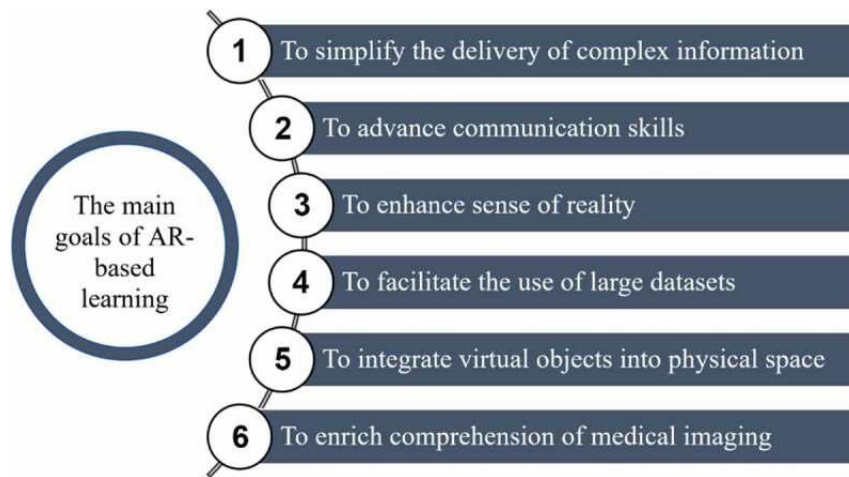 The main
goals of AR-
based
learning
1 To simplify the delivery of complex information
2 To advance communication skills
3 To enhance sense of reality
4 To facilitate the use of large datasets
5 To integrate virtual objects into physical space
6 To enrich comprehension of medical imaging